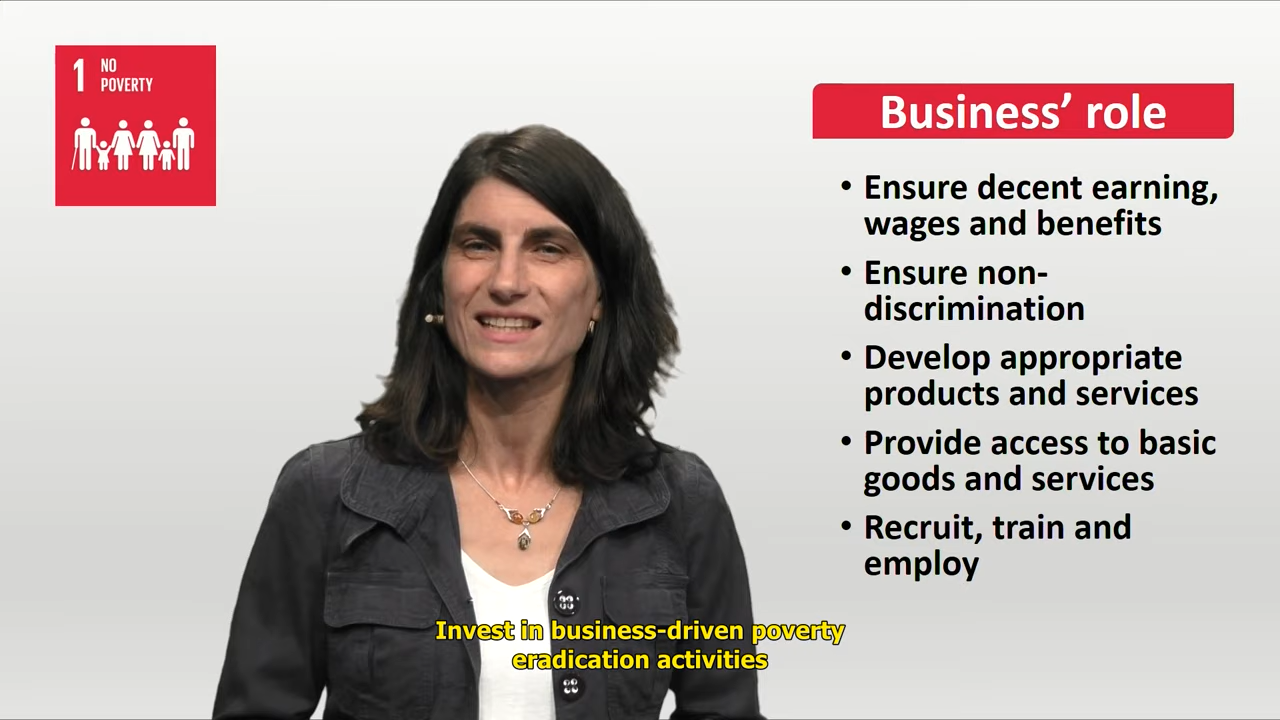 1 NO
POVERTY
Business’ role
• Ensure decent earning,
wages and benefits
• Ensure non-
discrimination
• Develop appropriate
products and services
• Provide access to basic
goods and services
• Recruit, train and
employ
Invest in business-driven poverty
eradication activities